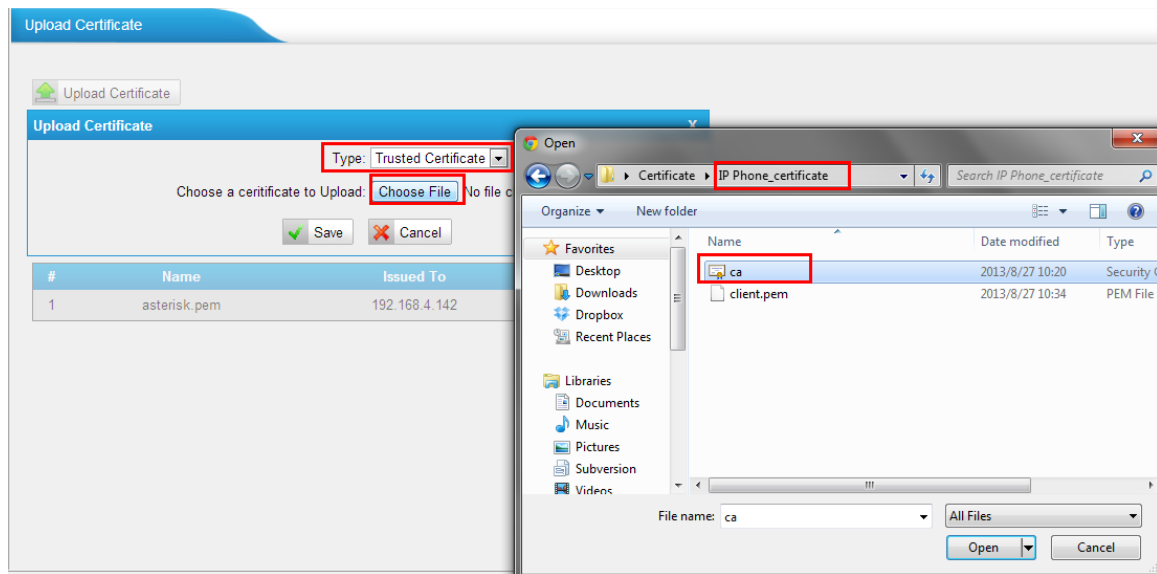 Upload Certificate
Upload Certificate
Upload Certificate X
Type: Trusted Certificate
Choose a ceritificate to Upload: Choose File No file c
Save Cancel
# Name Issued To
1 asterisk.pem 192.168.4.142
Open
Certificate IP Phone_certificate Search IP Phone_certificate
Organize New folder
Name Date modified Type
Favorites
Desktop
Downloads
Dropbox
Recent Places
Libraries
Documents
Music
Pictures
Subversion
Videos
ca 2013/8/27 10:20 Security C
client.pem 2013/8/27 10:34 PEM File
File name: ca All Files
Open Cancel